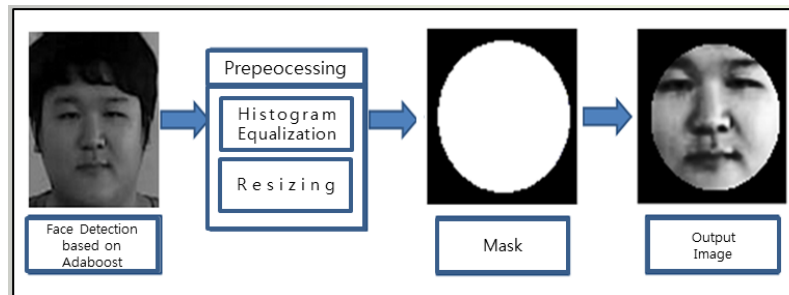 Prepeocessing
Histogram
Equalization
Resizing
Face Detection
based on
Adaboost
Mask
Output
Image